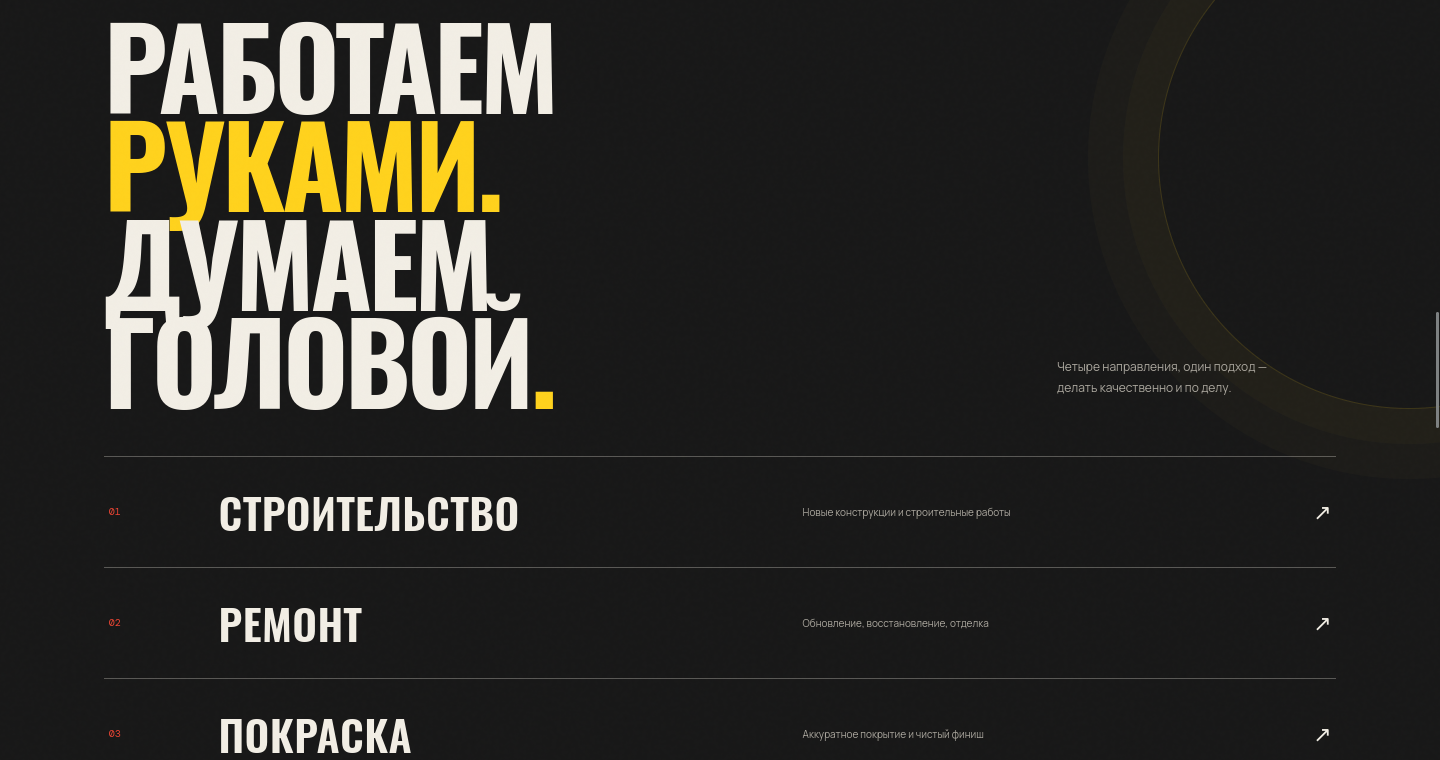 РАБОТАЕМ
РУКАМИ.
ДУМАЕМ
ГОЛОВОЙ.
Четыре направления, один подход —
делать качественно и по делу.
01 СТРОИТЕЛЬСТВО Новые конструкции и строительные работы ↗
02 РЕМОНТ Обновление, восстановление, отделка ↗
03 ПОКРАСКА Аккуратное покрытие и чистый финиш ↗